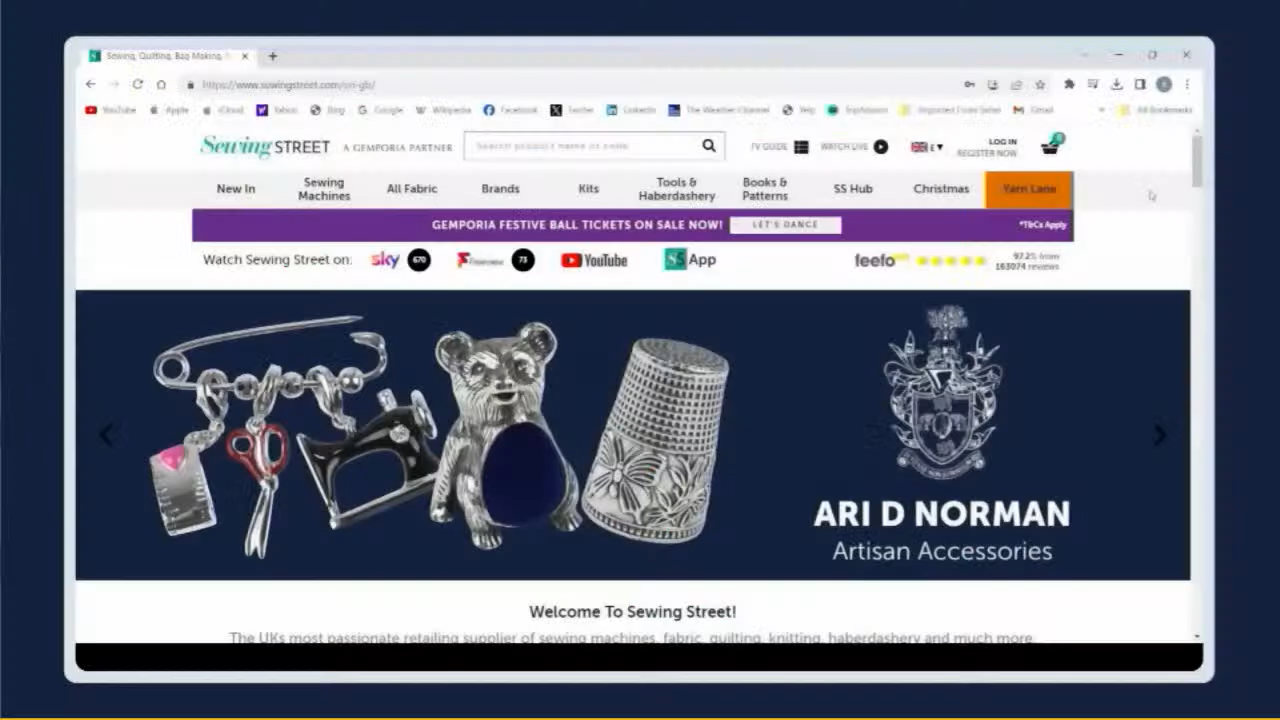 Sewing, Quilting, Bag Making,
https://www.sewingstreet.com/en-gb/
YouTube Apple iCloud Yahoo Bing Google Wikipedia Facebook Twitter LinkedIn The Weather Channel Yelp TripAdvisor Imported From Safari Gmail All Bookmarks
Sewing STREET A GEMPORIA PARTNER
Search product name or code
TV GUIDE WATCH LIVE £ LOG IN
REGISTER NOW
New In
Sewing Machines
All Fabric
Brands
Kits
Tools & Haberdashery
Books & Patterns
SS Hub
Christmas
Yarn Lane
GEMPORIA FESTIVE BALL TICKETS ON SALE NOW! LET'S DANCE *T&Cs Apply
Watch Sewing Street on: sky 670 Freeview 73 YouTube SS App feefo 97.2% from
163074 reviews
ARI D NORMAN
Artisan Accessories
Welcome To Sewing Street!
The UKs most passionate retailing supplier of sewing machines, fabric, quilting, knitting, haberdashery and much more.